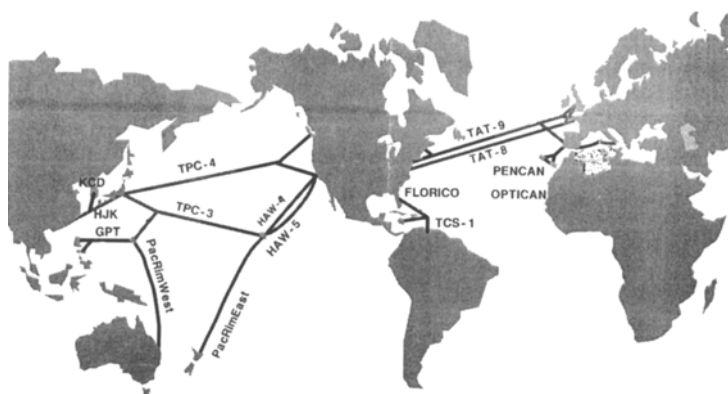 TAT-9
TPC-4
TAT-8
KCD
PENCAN
FLORICO
OPTICAN
HJK
TPC-3
HAW-4
TCS-1
GPT
HAW-5
PacRimWest
PacRimEast